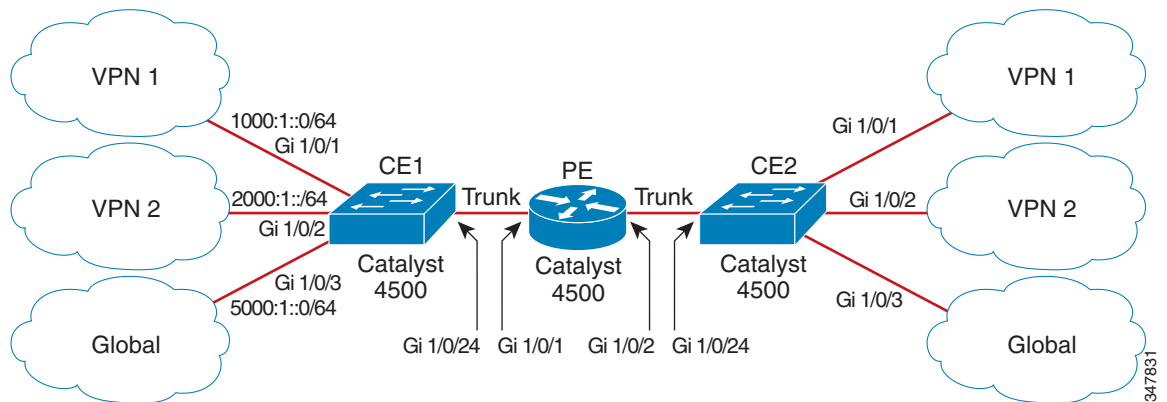 VPN 1
1000:1::0/64
Gi 1/0/1
VPN 2
2000:1::/64
Gi 1/0/2
Global
Gi 1/0/3
5000:1::0/64
CE1
Catalyst
4500
Trunk
PE
Catalyst
4500
Trunk
CE2
Catalyst
4500
Gi 1/0/24
Gi 1/0/1
Gi 1/0/2
Gi 1/0/24
Gi 1/0/1
VPN 1
Gi 1/0/2
VPN 2
Gi 1/0/3
Global
347831